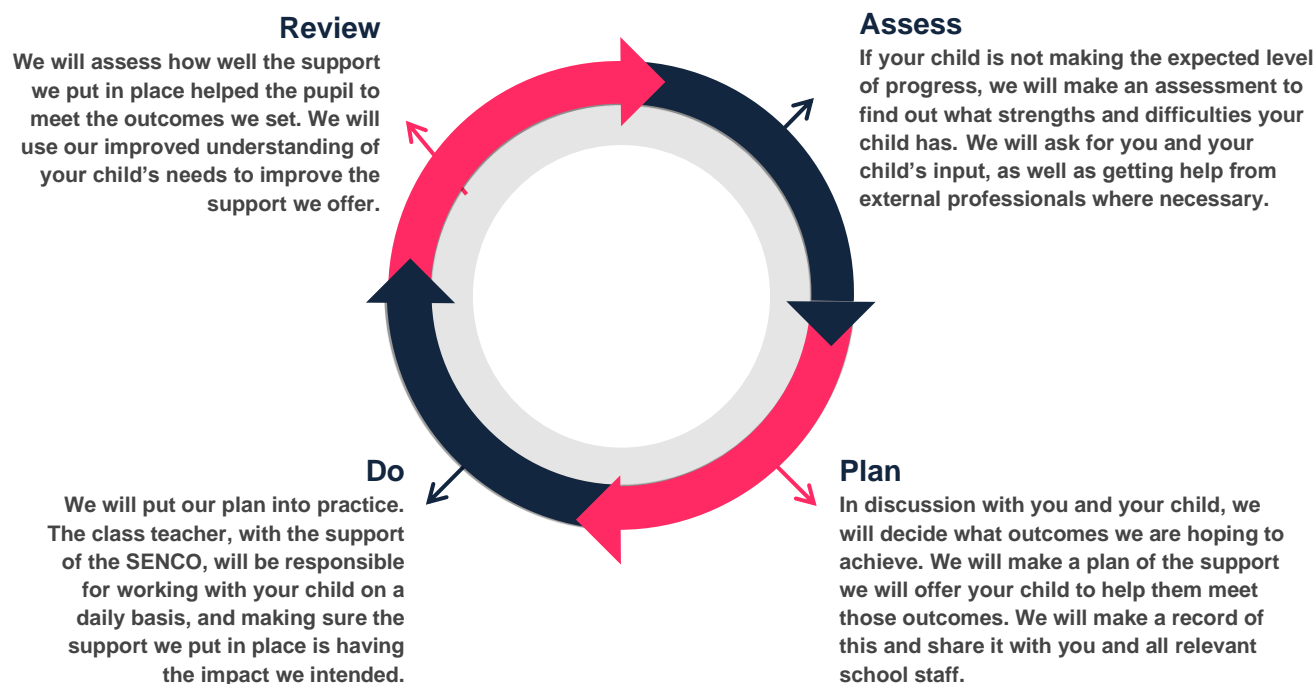 Review
We will assess how well the support
we put in place helped the pupil to
meet the outcomes we set. We will
use our improved understanding of
your child’s needs to improve the
support we offer.
Assess
If your child is not making the expected level
of progress, we will make an assessment to
find out what strengths and difficulties your
child has. We will ask for you and your
child’s input, as well as getting help from
external professionals where necessary.
Do
We will put our plan into practice.
The class teacher, with the support
of the SENCO, will be responsible
for working with your child on a
daily basis, and making sure the
support we put in place is having
the impact we intended.
Plan
In discussion with you and your child, we
will decide what outcomes we are hoping to
achieve. We will make a plan of the support
we will offer your child to help them meet
those outcomes. We will make a record of
this and share it with you and all relevant
school staff.